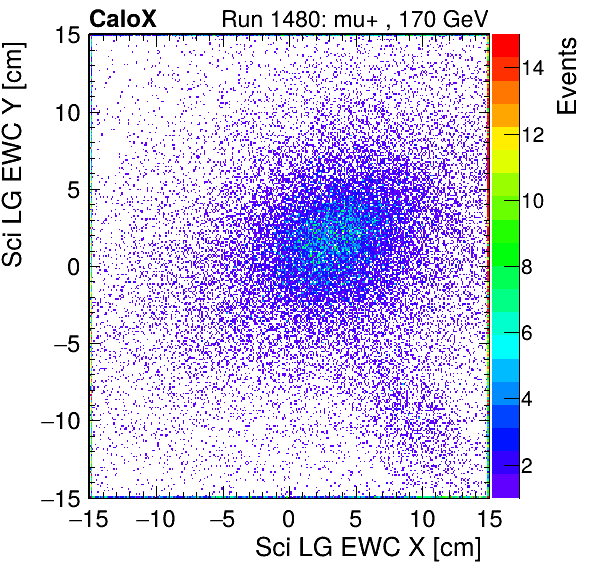 CaloX Run 1480: mu+ , 170 GeV
Sci LG EWC Y [cm]
15
10
5
0
−5
−10
−15
−15 −10 −5 0 5 10 15
Sci LG EWC X [cm]
Events
14
12
10
8
6
4
2